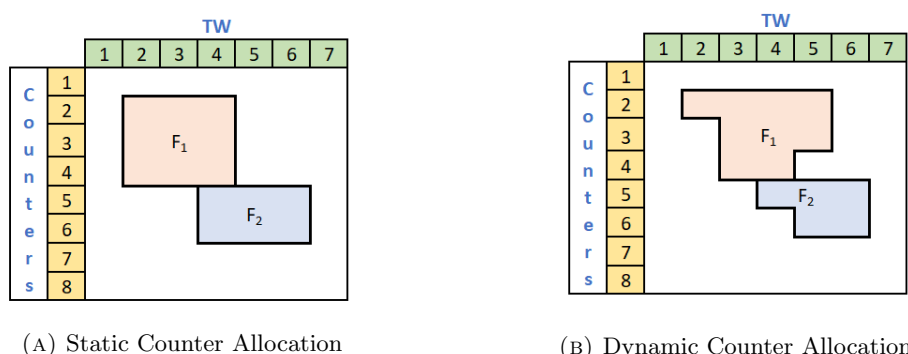 TW
1 2 3 4 5 6 7
Counters
1
2
3
4
5
6
7
8
F₁
F₂
(A) Static Counter Allocation
TW
1 2 3 4 5 6 7
Counters
1
2
3
4
5
6
7
8
F₁
F₂
(B) Dynamic Counter Allocation